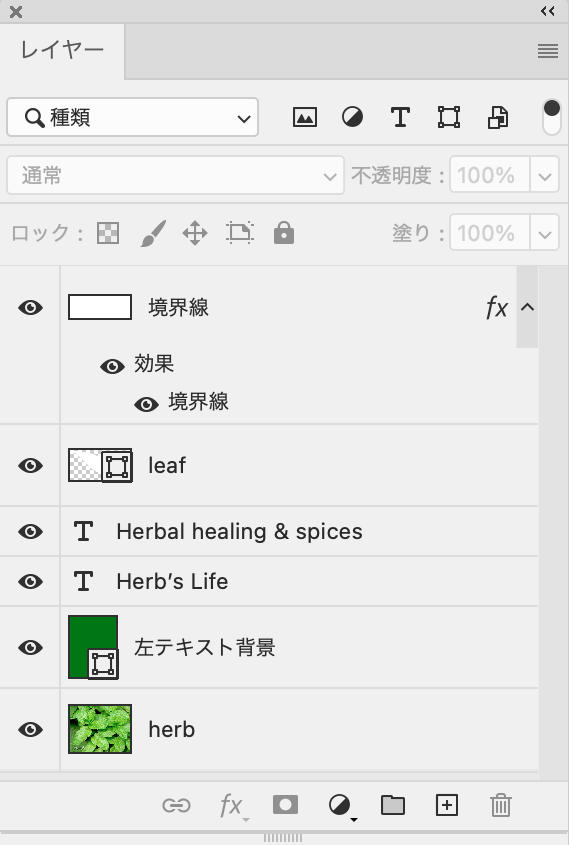 レイヤー
種類
通常 不透明度： 100%
ロック： 塗り： 100%
境界線 fx
効果
境界線
leaf
T Herbal healing & spices
T Herb’s Life
左テキスト背景
herb
fx